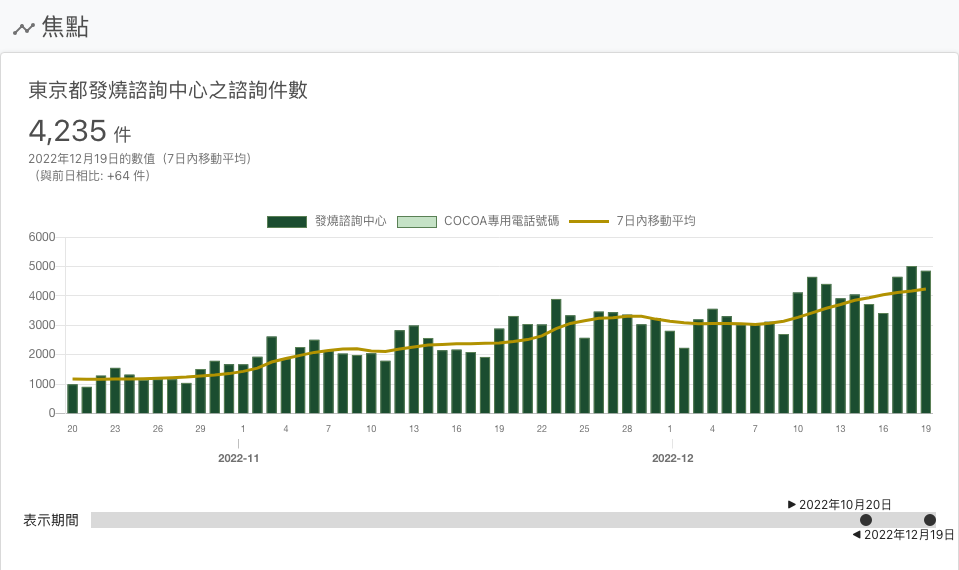 焦點
東京都發燒諮詢中心之諮詢件數
4,235 件
2022年12月19日的數值（7日內移動平均）
（與前日相比: +64 件）
發燒諮詢中心 COCOA專用電話號碼 7日內移動平均
6000
5000
4000
3000
2000
1000
0
20 23 26 29 1 4 7 10 13 16 19 22 25 28 1 4 7 10 13 16 19
2022-11 2022-12
▶ 2022年10月20日
表示期間
◀ 2022年12月19日